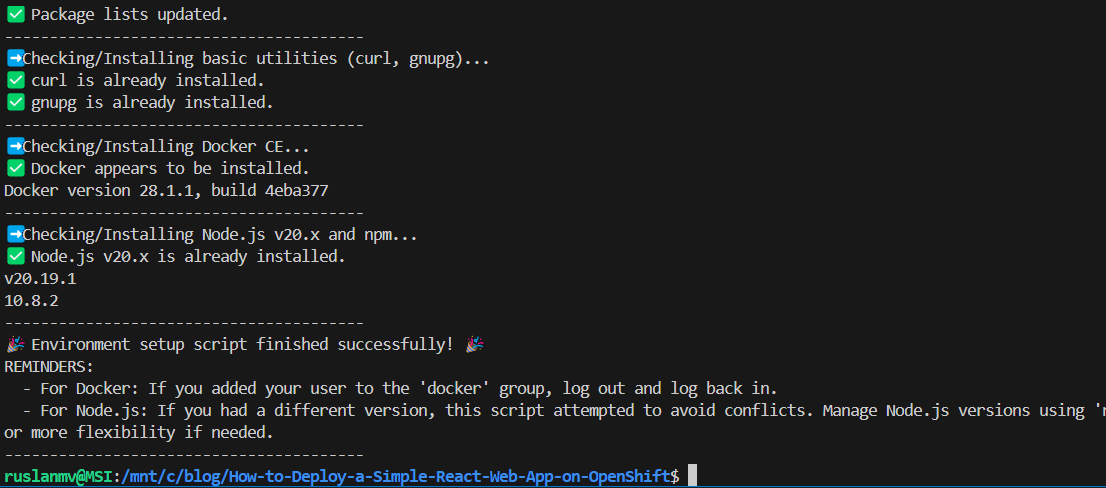 ✅ Package lists updated.
----------------------------------------
➡️Checking/Installing basic utilities (curl, gnupg)...
✅ curl is already installed.
✅ gnupg is already installed.
----------------------------------------
➡️Checking/Installing Docker CE...
✅ Docker appears to be installed.
Docker version 28.1.1, build 4eba377
----------------------------------------
➡️Checking/Installing Node.js v20.x and npm...
✅ Node.js v20.x is already installed.
v20.19.1
10.8.2
----------------------------------------
🎉 Environment setup script finished successfully! 🎉
REMINDERS:
  - For Docker: If you added your user to the 'docker' group, log out and log back in.
  - For Node.js: If you had a different version, this script attempted to avoid conflicts. Manage Node.js versions using
or more flexibility if needed.
----------------------------------------
ruslanmv@MSI:/mnt/c/blog/How-to-Deploy-a-Simple-React-Web-App-on-OpenShift$